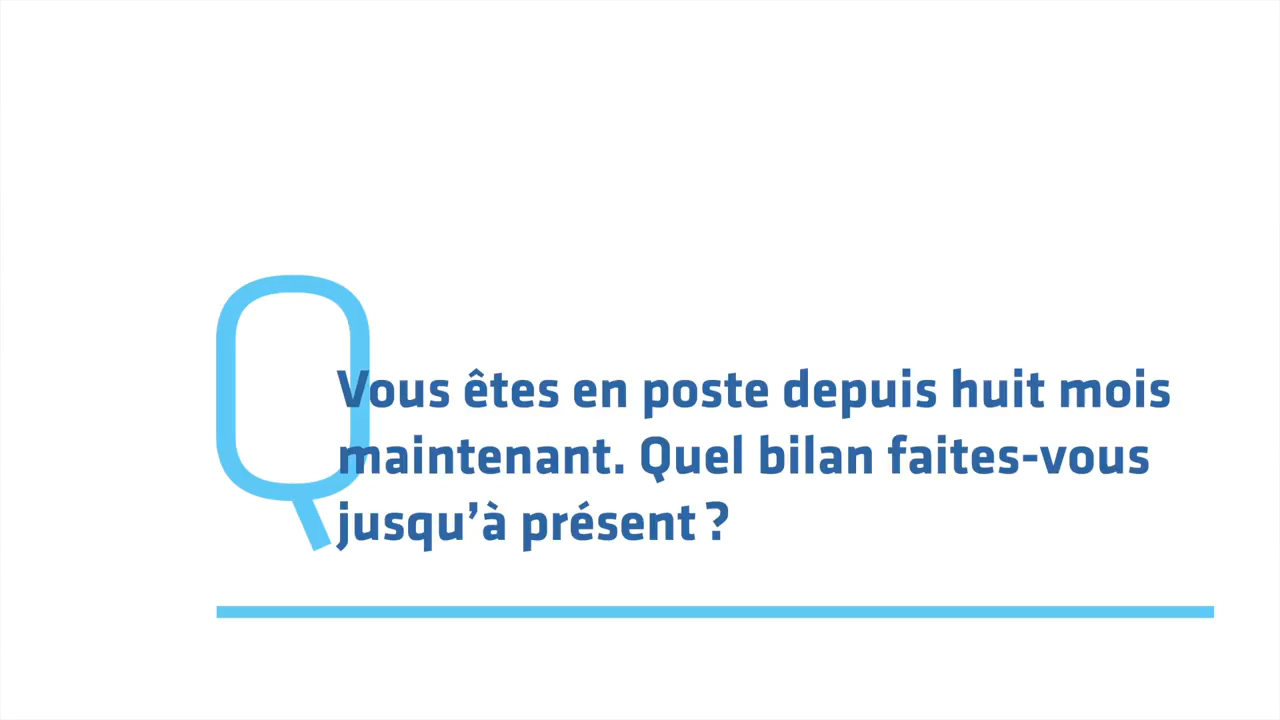 Q
Vous êtes en poste depuis huit mois
maintenant. Quel bilan faites-vous
jusqu’à présent ?